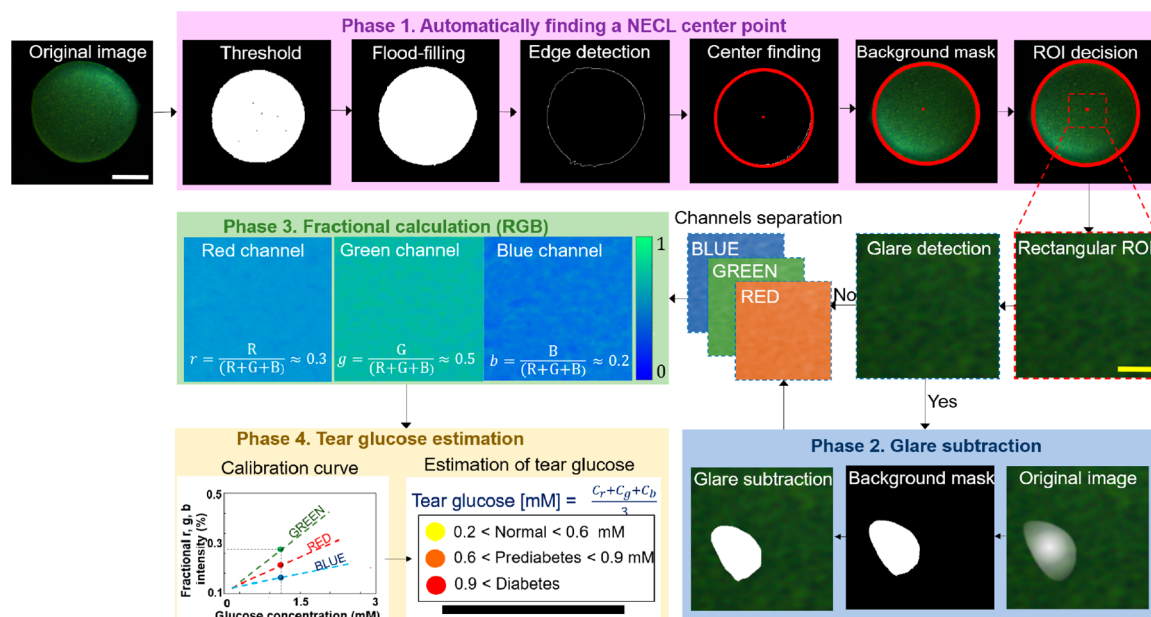 Phase 1. Automatically finding a NECL center point
Original image
Threshold
Flood-filling
Edge detection
Center finding
Background mask
ROI decision
Phase 3. Fractional calculation (RGB)
Red channel
Green channel
Blue channel
r = R/(R+G+B) ≈ 0.3
g = G/(R+G+B) ≈ 0.5
b = B/(R+G+B) ≈ 0.2
1
0
Channels separation
BLUE
GREEN
RED
No
Glare detection
Rectangular ROI
Yes
Phase 4. Tear glucose estimation
Calibration curve
Fractional r, g, b
intensity (%)
0.5
0.3
0.1
GREEN
RED
BLUE
0
1.5
3
Glucose concentration (mM)
Estimation of tear glucose
Tear glucose [mM] = Cr+Cg+Cb/3
0.2 < Normal < 0.6 mM
0.6 < Prediabetes < 0.9 mM
0.9 < Diabetes
Phase 2. Glare subtraction
Glare subtraction
Background mask
Original image